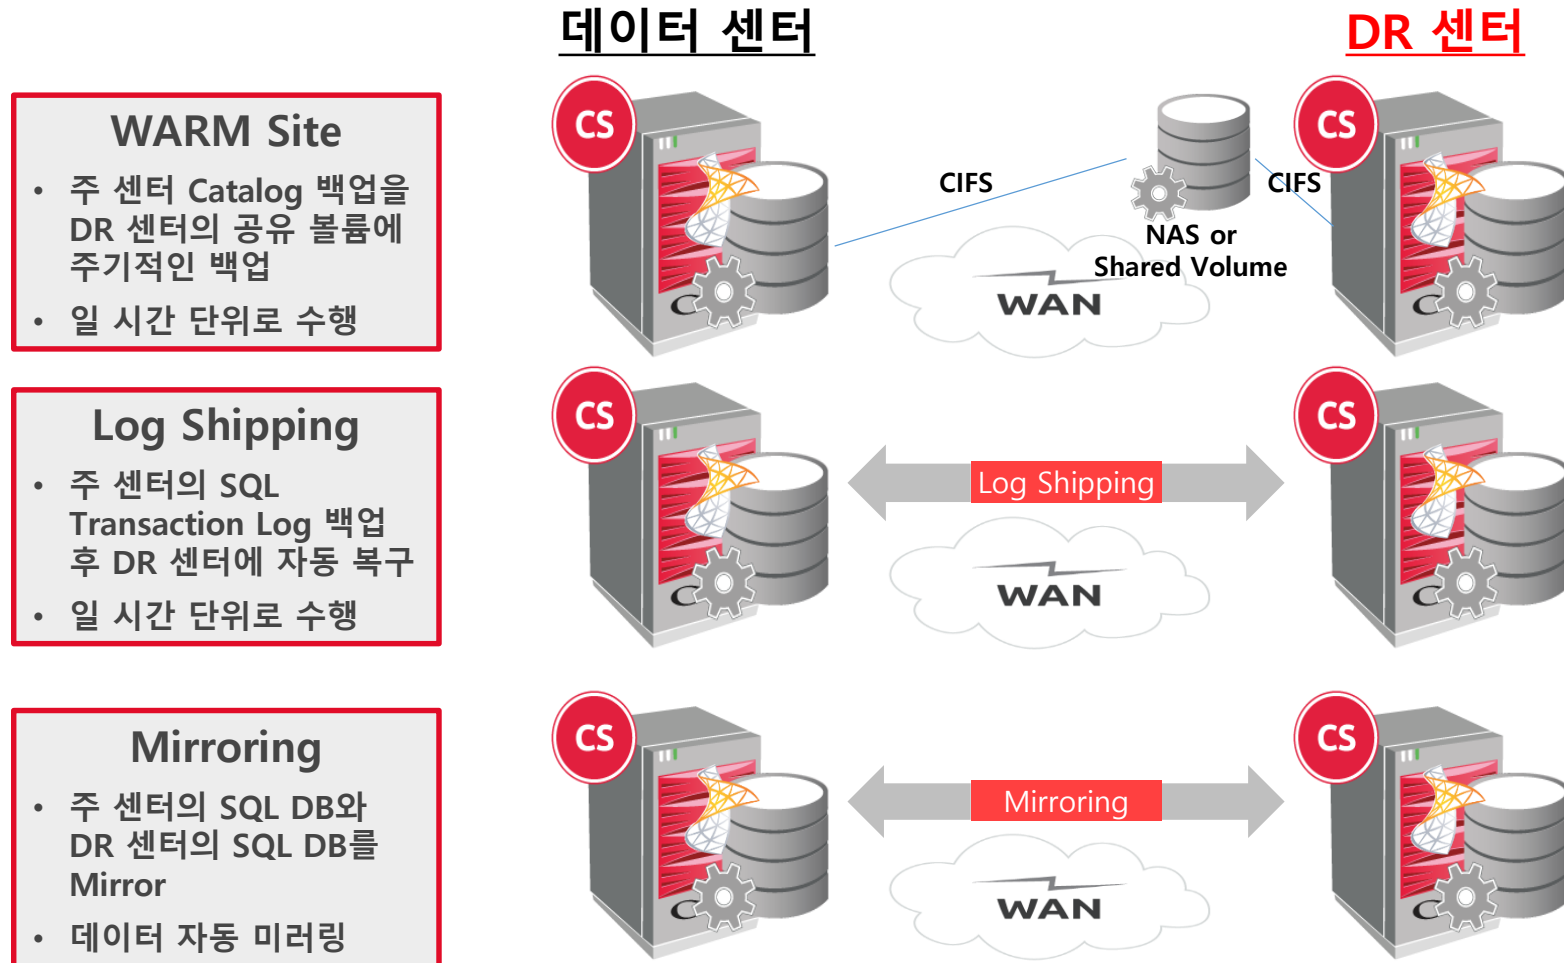 데이터 센터
DR 센터
WARM Site
• 주 센터 Catalog 백업을
DR 센터의 공유 볼륨에
주기적인 백업
• 일 시간 단위로 수행
CS
CIFS
NAS or
Shared Volume
CIFS
CS
WAN
Log Shipping
• 주 센터의 SQL
Transaction Log 백업
후 DR 센터에 자동 복구
• 일 시간 단위로 수행
CS
Log Shipping
CS
WAN
Mirroring
• 주 센터의 SQL DB와
DR 센터의 SQL DB를
Mirror
• 데이터 자동 미러링
CS
Mirroring
CS
WAN